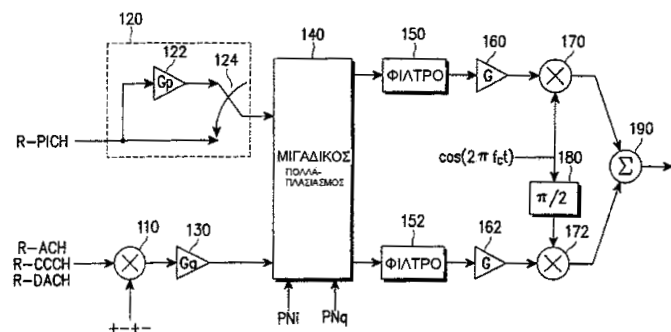 120
122
Gp
124
R-PICH
140
ΜΙΓΑΔΙΚΟΣ
ΠΟΛΛΑ-
ΠΛΑΣΙΑΣΜΟΣ
150
ΦΙΛΤΡΟ
160
G
170
190
Σ
cos(2π fct)
180
π/2
R-ACH
R-CCCH
R-DACH
110
130
Gq
+-+-
PNi
PNq
152
ΦΙΛΤΡΟ
162
G
172